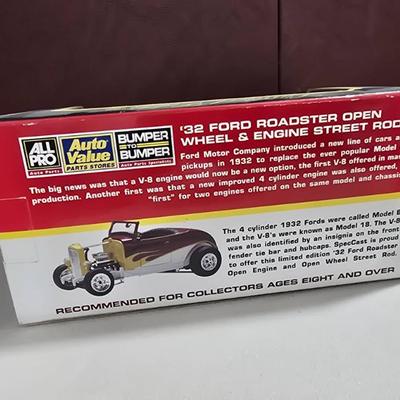 ALL
PRO
Auto Parts
Auto
Value
PARTS STORES
BUMPER
TO
BUMPER
Auto Parts Specialists
'32 FORD ROADSTER OPEN
WHEEL & ENGINE STREET ROD
Ford Motor Company introduced a new line of cars a
pickups in 1932 to replace the ever popular Model
The big news was that a V-8 engine would now be a new option, the first V-8 offered in mas
production. Another first was that a new improved 4 cylinder engine was also offered,
"first" for two engines offered on the same model and chassis
The 4 cylinder 1932 Fords were called Model B
and the V-8's were known as Model 18. The V-8
was also identified by an insignia on the front
fender tie bar and hubcaps. SpecCast is proud
to offer this limited edition '32 Ford Roadster
Open Engine and Open Wheel Street Rod.
RECOMMENDED FOR COLLECTORS AGES EIGHT AND OVER